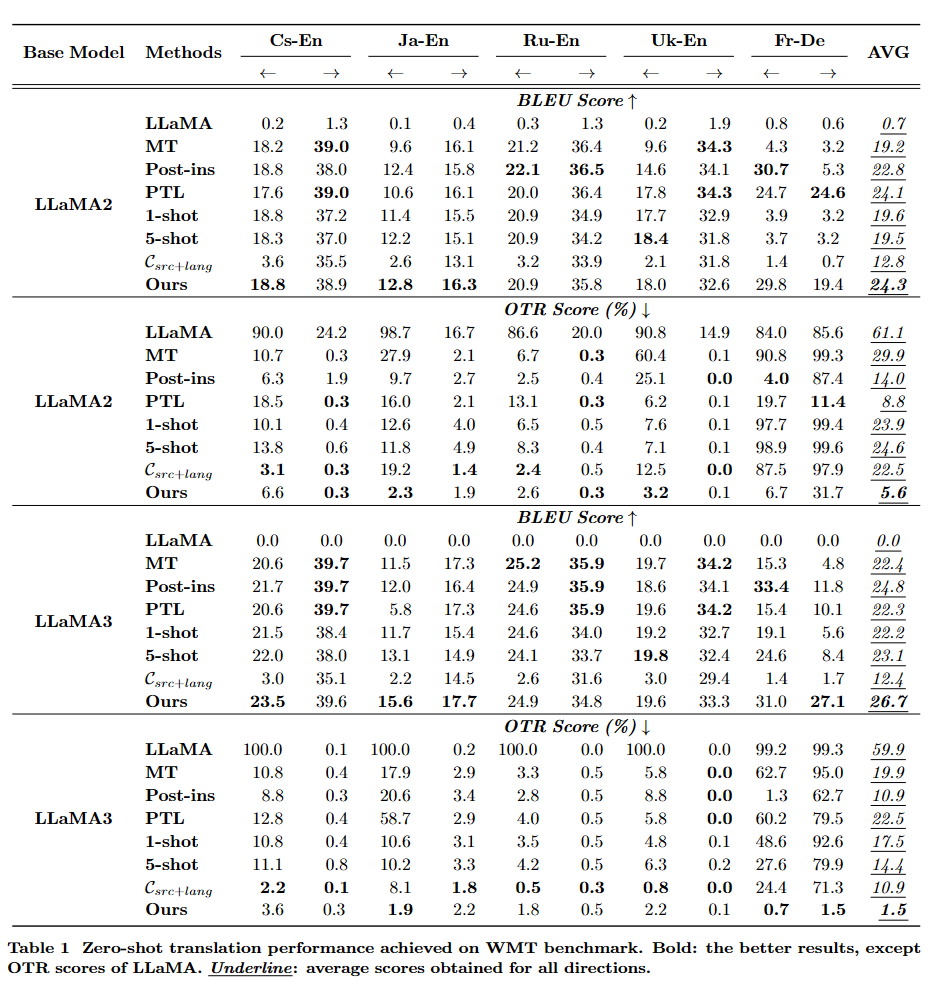 Base Model Methods Cs-En Ja-En Ru-En Uk-En Fr-De AVG
← → ← → ← → ← → ← →
BLEU Score ↑
LLaMA 0.2 1.3 0.1 0.4 0.3 1.3 0.2 1.9 0.8 0.6 0.7
MT 18.2 39.0 9.6 16.1 21.2 36.4 9.6 34.3 4.3 3.2 19.2
Post-ins 18.8 38.0 12.4 15.8 22.1 36.5 14.6 34.1 30.7 5.3 22.8
LLaMA2 PTL 17.6 39.0 10.6 16.1 20.0 36.4 17.8 34.3 24.7 24.6 24.1
1-shot 18.8 37.2 11.4 15.5 20.9 34.9 17.7 32.9 3.9 3.2 19.6
5-shot 18.3 37.0 12.2 15.1 20.9 34.2 18.4 31.8 3.7 3.2 19.5
𝒞src+lang 3.6 35.5 2.6 13.1 3.2 33.9 2.1 31.8 1.4 0.7 12.8
Ours 18.8 38.9 12.8 16.3 20.9 35.8 18.0 32.6 29.8 19.4 24.3
OTR Score (%) ↓
LLaMA 90.0 24.2 98.7 16.7 86.6 20.0 90.8 14.9 84.0 85.6 61.1
MT 10.7 0.3 27.9 2.1 6.7 0.3 60.4 0.1 90.8 99.3 29.9
Post-ins 6.3 1.9 9.7 2.7 2.5 0.4 25.1 0.0 4.0 87.4 14.0
LLaMA2 PTL 18.5 0.3 16.0 2.1 13.1 0.3 6.2 0.1 19.7 11.4 8.8
1-shot 10.1 0.4 12.6 4.0 6.5 0.5 7.6 0.1 97.7 99.4 23.9
5-shot 13.8 0.6 11.8 4.9 8.3 0.4 7.1 0.1 98.9 99.6 24.6
𝒞src+lang 3.1 0.3 19.2 1.4 2.4 0.5 12.5 0.0 87.5 97.9 22.5
Ours 6.6 0.3 2.3 1.9 2.6 0.3 3.2 0.1 6.7 31.7 5.6
BLEU Score ↑
LLaMA 0.0 0.0 0.0 0.0 0.0 0.0 0.0 0.0 0.0 0.0 0.0
MT 20.6 39.7 11.5 17.3 25.2 35.9 19.7 34.2 15.3 4.8 22.4
Post-ins 21.7 39.7 12.0 16.4 24.9 35.9 18.6 34.1 33.4 11.8 24.8
LLaMA3 PTL 20.6 39.7 5.8 17.3 24.6 35.9 19.6 34.2 15.4 10.1 22.3
1-shot 21.5 38.4 11.7 15.4 24.6 34.0 19.2 32.7 19.1 5.6 22.2
5-shot 22.0 38.0 13.1 14.9 24.1 33.7 19.8 32.4 24.6 8.4 23.1
𝒞src+lang 3.0 35.1 2.2 14.5 2.6 31.6 3.0 29.4 1.4 1.7 12.4
Ours 23.5 39.6 15.6 17.7 24.9 34.8 19.6 33.3 31.0 27.1 26.7
OTR Score (%) ↓
LLaMA 100.0 0.1 100.0 0.2 100.0 0.0 100.0 0.0 99.2 99.3 59.9
MT 10.8 0.4 17.9 2.9 3.3 0.5 5.8 0.0 62.7 95.0 19.9
Post-ins 8.8 0.3 20.6 3.4 2.8 0.5 8.8 0.0 1.3 62.7 10.9
LLaMA3 PTL 12.8 0.4 58.7 2.9 4.0 0.5 5.8 0.0 60.2 79.5 22.5
1-shot 10.8 0.4 10.6 3.1 3.5 0.5 4.8 0.1 48.6 92.6 17.5
5-shot 11.1 0.8 10.2 3.3 4.2 0.5 6.3 0.2 27.6 79.9 14.4
𝒞src+lang 2.2 0.1 8.1 1.8 0.5 0.3 0.8 0.0 24.4 71.3 10.9
Ours 3.6 0.3 1.9 2.2 1.8 0.5 2.2 0.1 0.7 1.5 1.5
Table 1 Zero-shot translation performance achieved on WMT benchmark. Bold: the better results, except
OTR scores of LLaMA. Underline: average scores obtained for all directions.